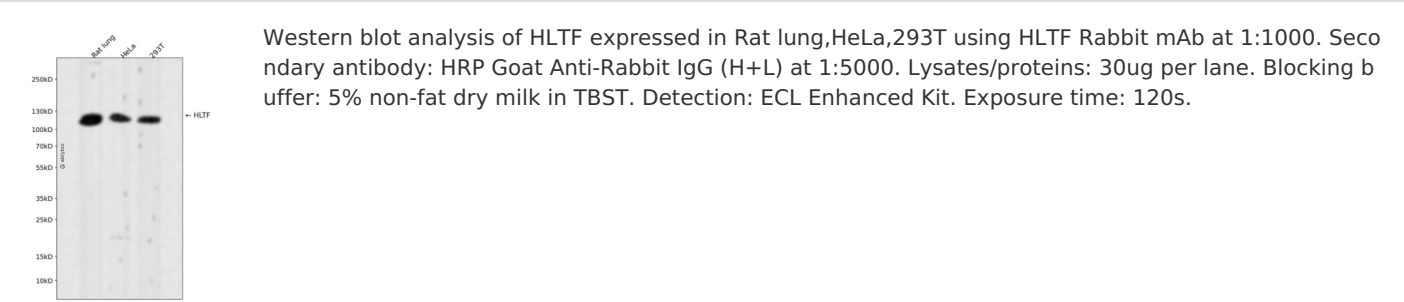 Western blot analysis of HLTF expressed in Rat lung,HeLa,293T using HLTF Rabbit mAb at 1:1000. Seco
ndary antibody: HRP Goat Anti-Rabbit IgG (H+L) at 1:5000. Lysates/proteins: 30ug per lane. Blocking b
uffer: 5% non-fat dry milk in TBST. Detection: ECL Enhanced Kit. Exposure time: 120s.
Rat lung
HeLa
293T
250kD
130kD
← HLTF
100kD
70kD
55kD
@ abybio
35kD
25kD
15kD
10kD